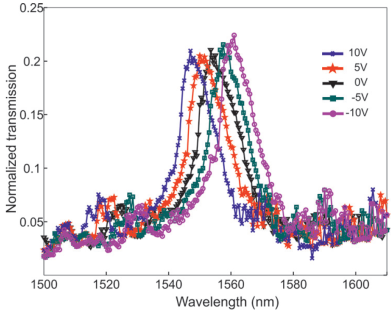 0.25
0.2
0.15
0.1
0.05
Normalized transmission
10V
5V
0V
-5V
-10V
1500 1520 1540 1560 1580 1600
Wavelength (nm)